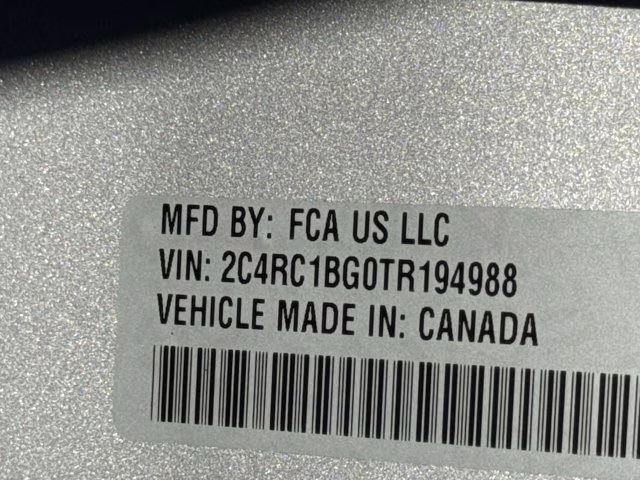 MFD BY: FCA US LLC
VIN: 2C4RC1BG0TR194988
VEHICLE MADE IN: CANADA